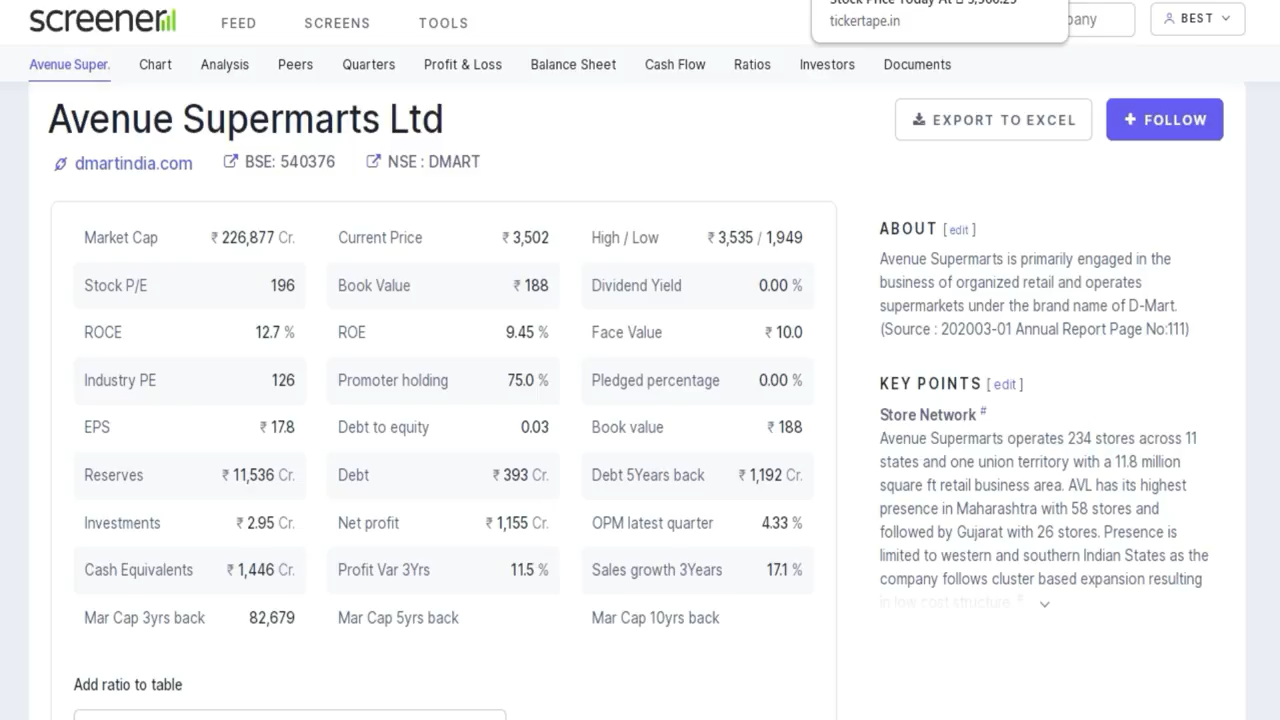 screener
FEED
SCREENS
TOOLS
tickertape.in
BEST
Avenue Super.
Chart
Analysis
Peers
Quarters
Profit & Loss
Balance Sheet
Cash Flow
Ratios
Investors
Documents
Avenue Supermarts Ltd
EXPORT TO EXCEL
+ FOLLOW
dmartindia.com
BSE: 540376
NSE : DMART
Market Cap ₹ 226,877 Cr.
Current Price ₹ 3,502
High / Low ₹ 3,535 / 1,949
Stock P/E 196
Book Value ₹ 188
Dividend Yield 0.00 %
ROCE 12.7 %
ROE 9.45 %
Face Value ₹ 10.0
Industry PE 126
Promoter holding 75.0 %
Pledged percentage 0.00 %
EPS ₹ 17.8
Debt to equity 0.03
Book value ₹ 188
Reserves ₹ 11,536 Cr.
Debt ₹ 393 Cr.
Debt 5Years back ₹ 1,192 Cr.
Investments ₹ 2.95 Cr.
Net profit ₹ 1,155 Cr.
OPM latest quarter 4.33 %
Cash Equivalents ₹ 1,446 Cr.
Profit Var 3Yrs 11.5 %
Sales growth 3Years 17.1 %
Mar Cap 3yrs back 82,679
Mar Cap 5yrs back
Mar Cap 10yrs back
Add ratio to table
ABOUT [ edit ]
Avenue Supermarts is primarily engaged in the
business of organized retail and operates
supermarkets under the brand name of D-Mart.
(Source : 202003-01 Annual Report Page No:111)
KEY POINTS [ edit ]
Store Network #
Avenue Supermarts operates 234 stores across 11
states and one union territory with a 11.8 million
square ft retail business area. AVL has its highest
presence in Maharashtra with 58 stores and
followed by Gujarat with 26 stores. Presence is
limited to western and southern Indian States as the
company follows cluster based expansion resulting
in low cost structure.